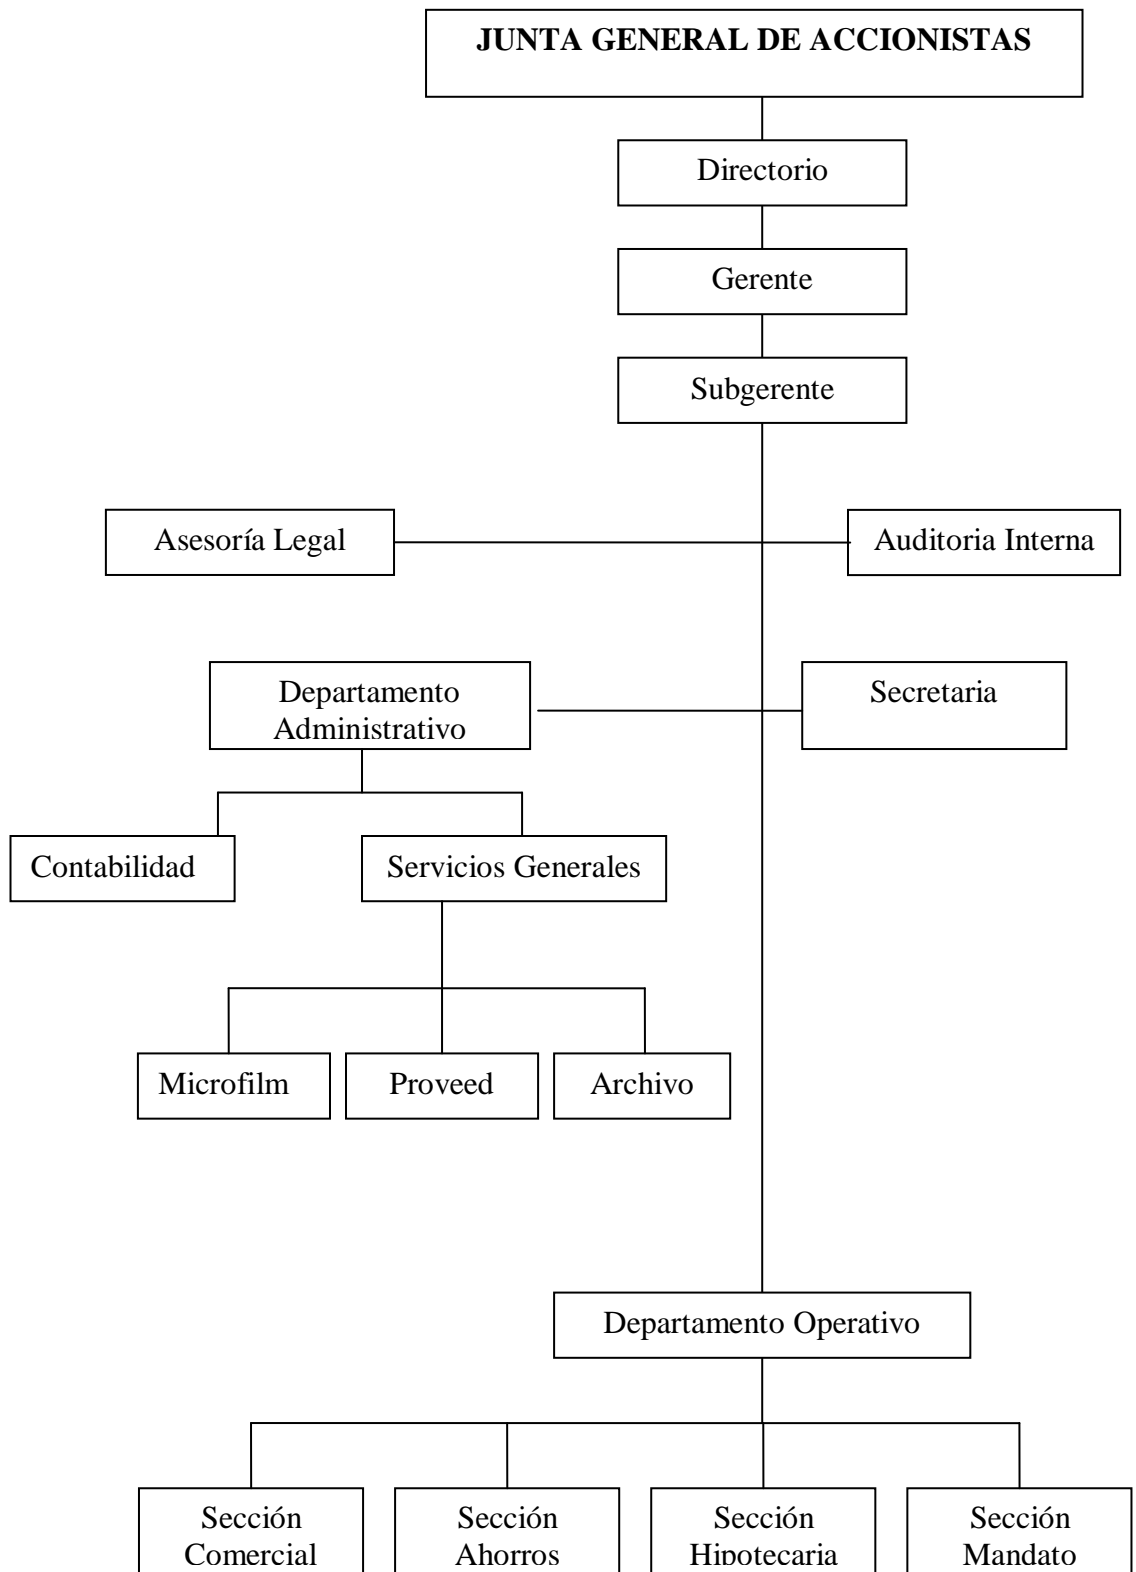 JUNTA GENERAL DE ACCIONISTAS
Directorio
Gerente
Subgerente
Asesoría Legal
Auditoria Interna
Departamento
Administrativo
Secretaria
Contabilidad
Servicios Generales
Microfilm
Proveed
Archivo
Departamento Operativo
Sección
Comercial
Sección
Ahorros
Sección
Hipotecaria
Sección
Mandato